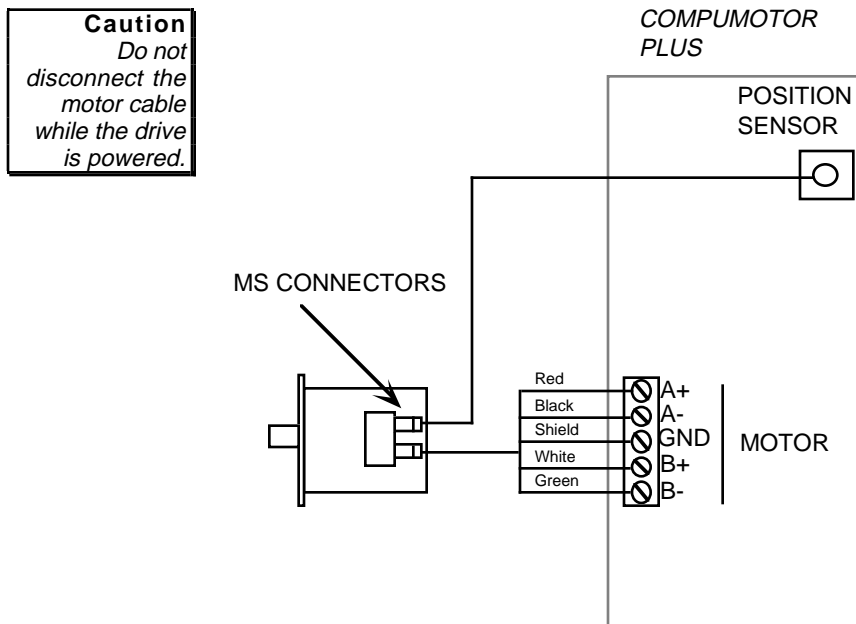 Caution
Do not
disconnect the
motor cable
while the drive
is powered.
COMPUMOTOR
PLUS
POSITION
SENSOR
MS CONNECTORS
Red
Black
Shield
White
Green
A+
A-
GND
B+
B-
MOTOR